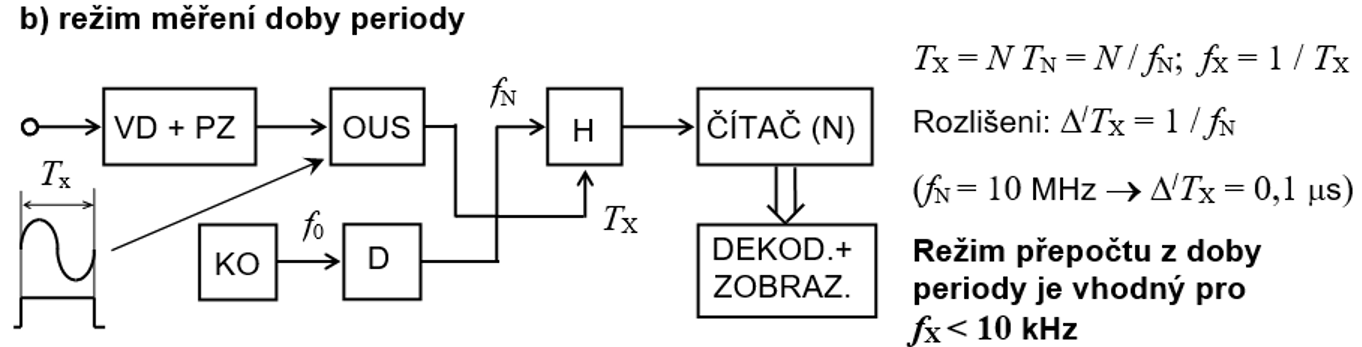 b) režim měření doby periody
VD + PZ
OUS
fN
H
ČÍTAČ (N)
Tx
KO
f0
D
TX
DEKOD.+
ZOBRAZ.
TX = N TN = N / fN; fX = 1 / TX
Rozlišeni: Δ/TX = 1 / fN
(fN = 10 MHz → Δ/TX = 0,1 μs)
Režim přepočtu z doby
periody je vhodný pro
fX < 10 kHz